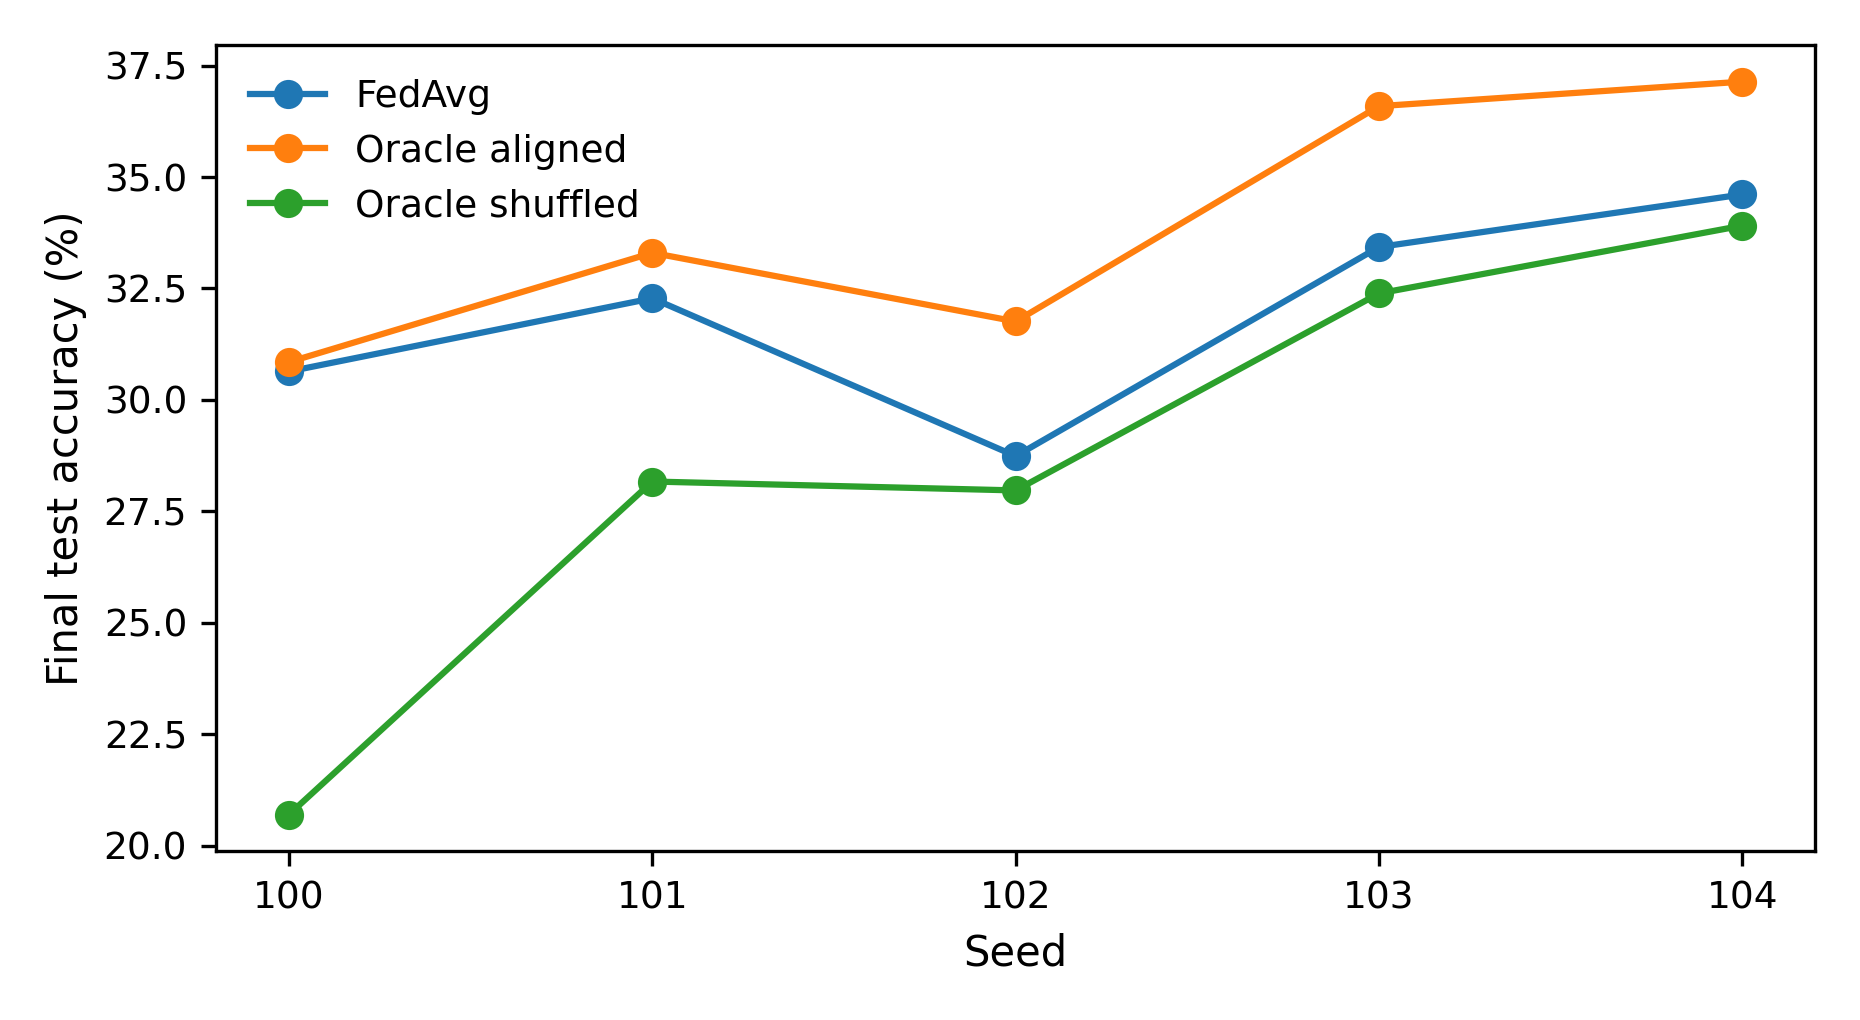 FedAvg
Oracle aligned
Oracle shuffled
Final test accuracy (%)
37.5
35.0
32.5
30.0
27.5
25.0
22.5
20.0
100 101 102 103 104
Seed